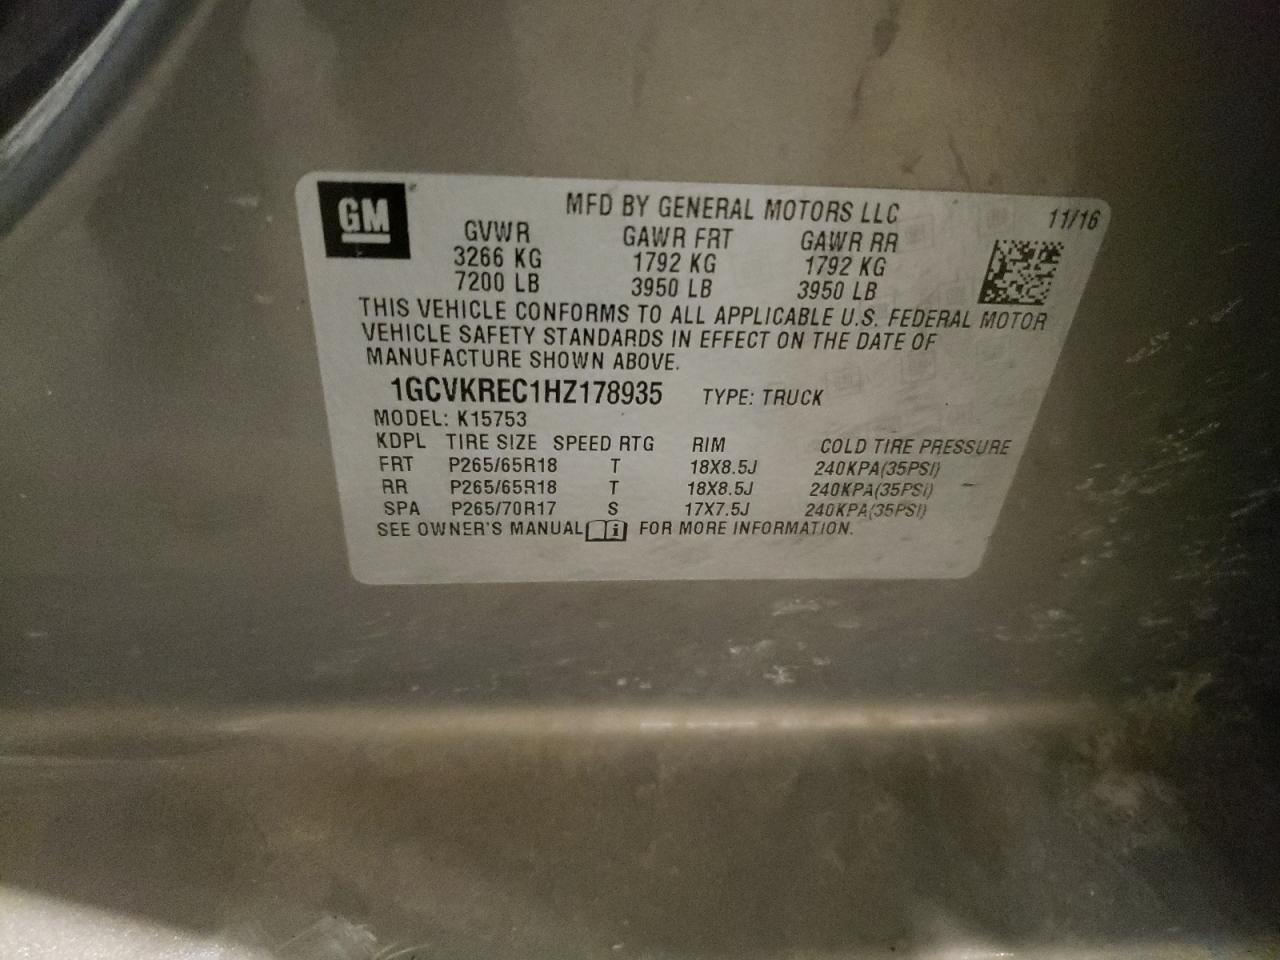 GM
MFD BY GENERAL MOTORS LLC 11/16
GVWR GAWR FRT GAWR RR
3266 KG 1792 KG 1792 KG
7200 LB 3950 LB 3950 LB
THIS VEHICLE CONFORMS TO ALL APPLICABLE U.S. FEDERAL MOTOR
VEHICLE SAFETY STANDARDS IN EFFECT ON THE DATE OF
MANUFACTURE SHOWN ABOVE.
1GCVKREC1HZ178935 TYPE: TRUCK
MODEL: K15753
KDPL TIRE SIZE SPEED RTG RIM COLD TIRE PRESSURE
FRT P265/65R18 T 18X8.5J 240KPA(35PSI)
RR P265/65R18 T 18X8.5J 240KPA(35PSI)
SPA P265/70R17 S 17X7.5J 240KPA(35PSI)
SEE OWNER'S MANUAL i FOR MORE INFORMATION.